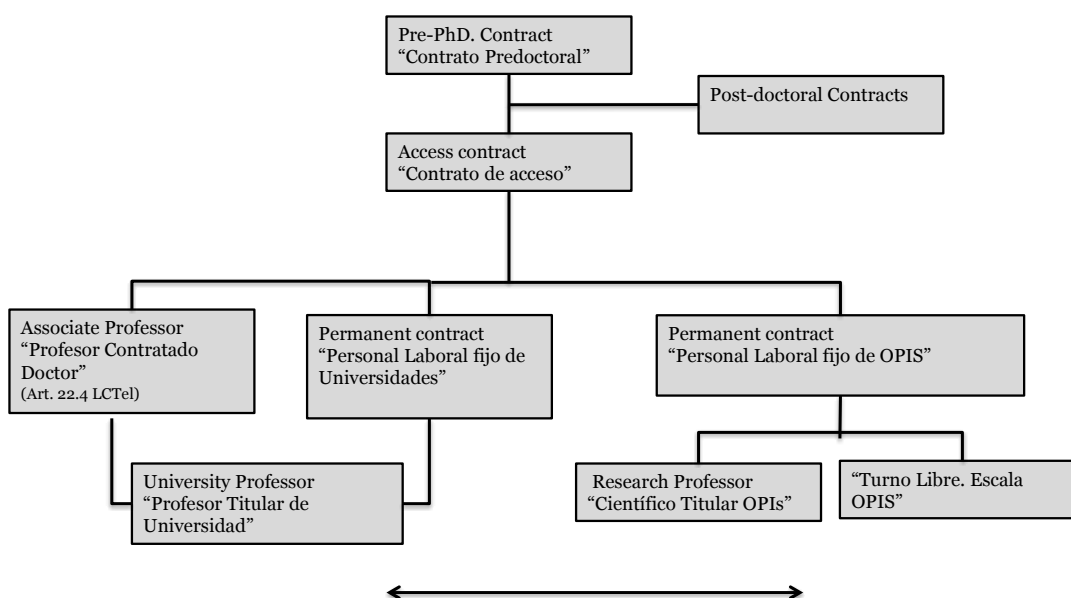 Pre-PhD. Contract
“Contrato Predoctoral”
Post-doctoral Contracts
Access contract
“Contrato de acceso”
Associate Professor
“Profesor Contratado
Doctor”
(Art. 22.4 LCTel)
Permanent contract
“Personal Laboral fijo de
Universidades”
Permanent contract
“Personal Laboral fijo de OPIS”
University Professor
“Profesor Titular de
Universidad”
Research Professor
“Científico Titular OPIs”
“Turno Libre. Escala
OPIS”